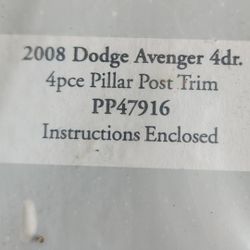 2008 Dodge Avenger 4dr.
4pce Pillar Post Trim
PP47916
Instructions Enclosed